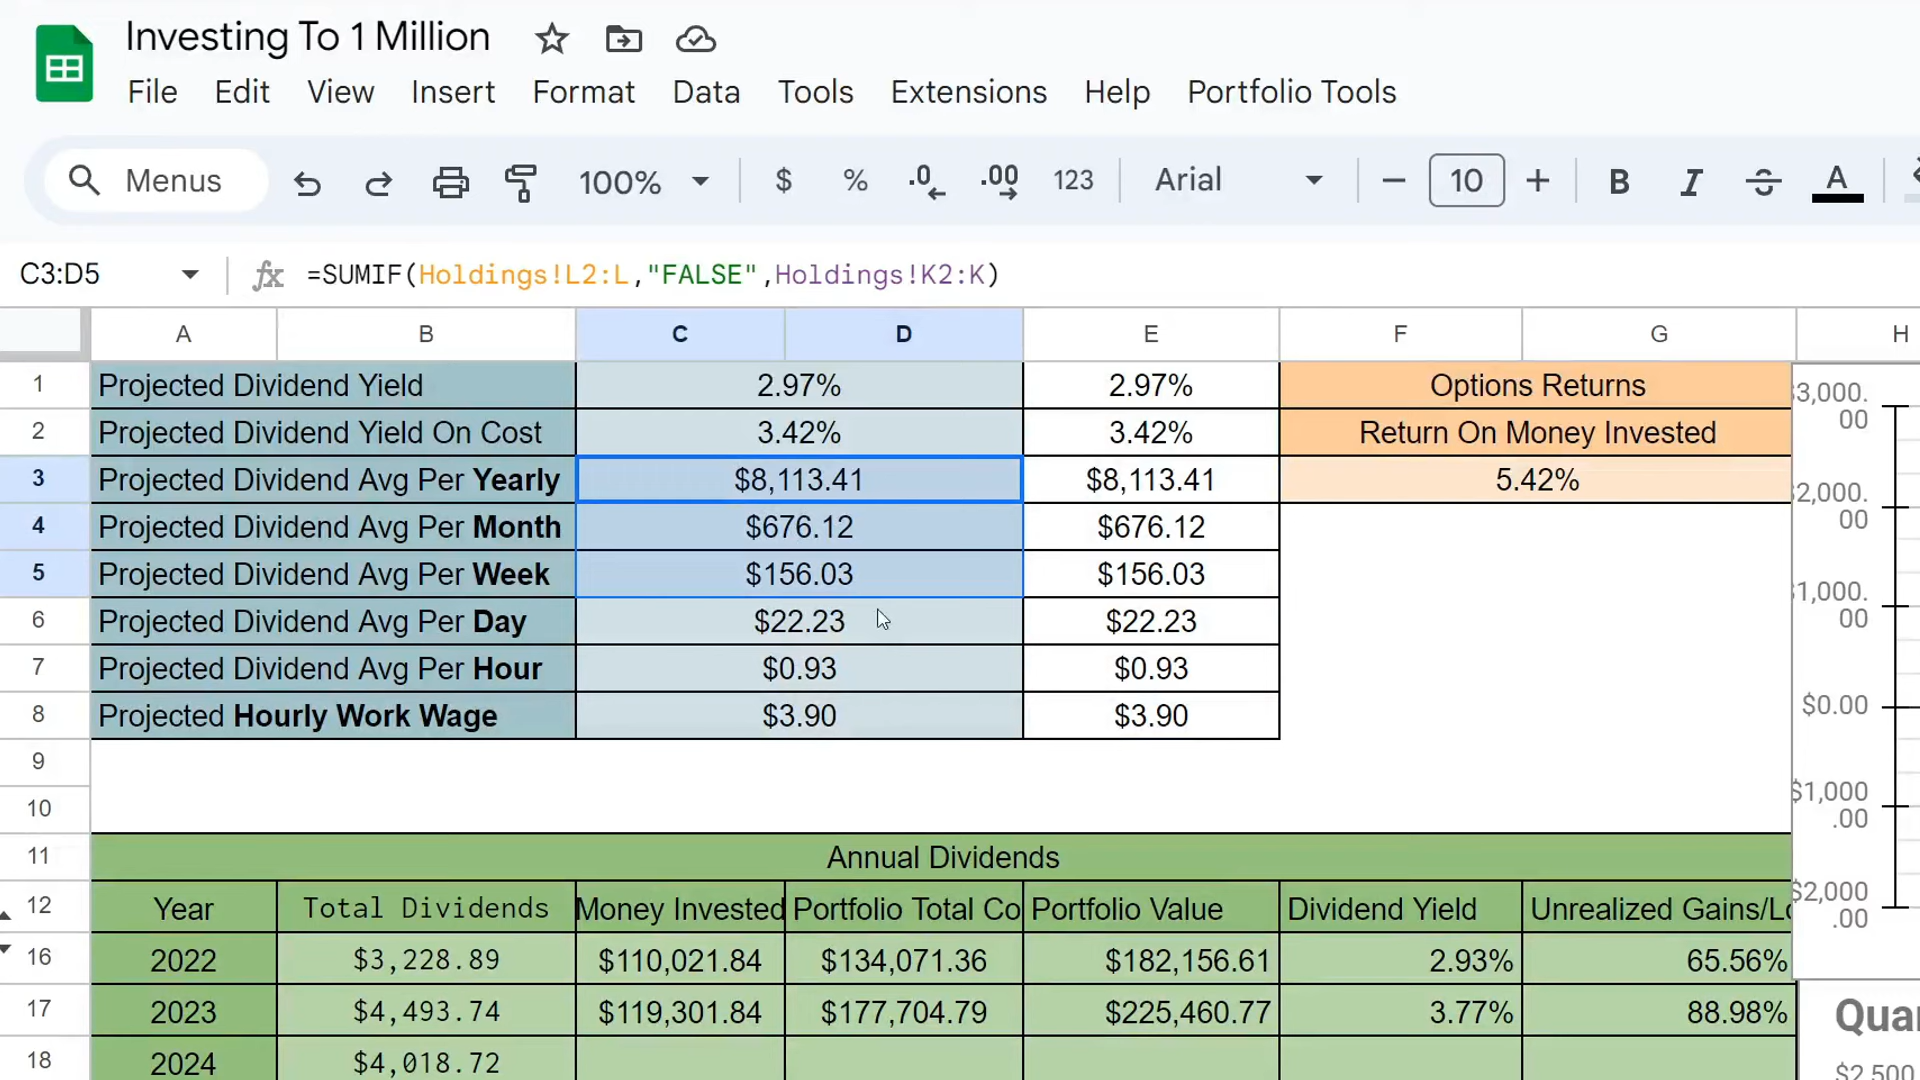 Investing To 1 Million
File Edit View Insert Format Data Tools Extensions Help Portfolio Tools
Menus 100% $ % .0 .00 123 Arial 10 B I S A
C3:D5 fx =SUMIF(Holdings!L2:L,"FALSE",Holdings!K2:K)
A B C D E F G H
1 Projected Dividend Yield 2.97% 2.97% Options Returns
2 Projected Dividend Yield On Cost 3.42% 3.42% Return On Money Invested
3 Projected Dividend Avg Per Yearly $8,113.41 $8,113.41 5.42%
4 Projected Dividend Avg Per Month $676.12 $676.12
5 Projected Dividend Avg Per Week $156.03 $156.03
6 Projected Dividend Avg Per Day $22.23 $22.23
7 Projected Dividend Avg Per Hour $0.93 $0.93
8 Projected Hourly Work Wage $3.90 $3.90
9
10
11 Annual Dividends
12 Year Total Dividends Money Invested Portfolio Total Co Portfolio Value Dividend Yield Unrealized Gains/Lo
16 2022 $3,228.89 $110,021.84 $134,071.36 $182,156.61 2.93% 65.56%
17 2023 $4,493.74 $119,301.84 $177,704.79 $225,460.77 3.77% 88.98%
18 2024 $4,018.72
$3,000.
00
$2,000.
00
$1,000.
00
$0.00
$1,000
.00
$2,000
.00
Quar
$2,500